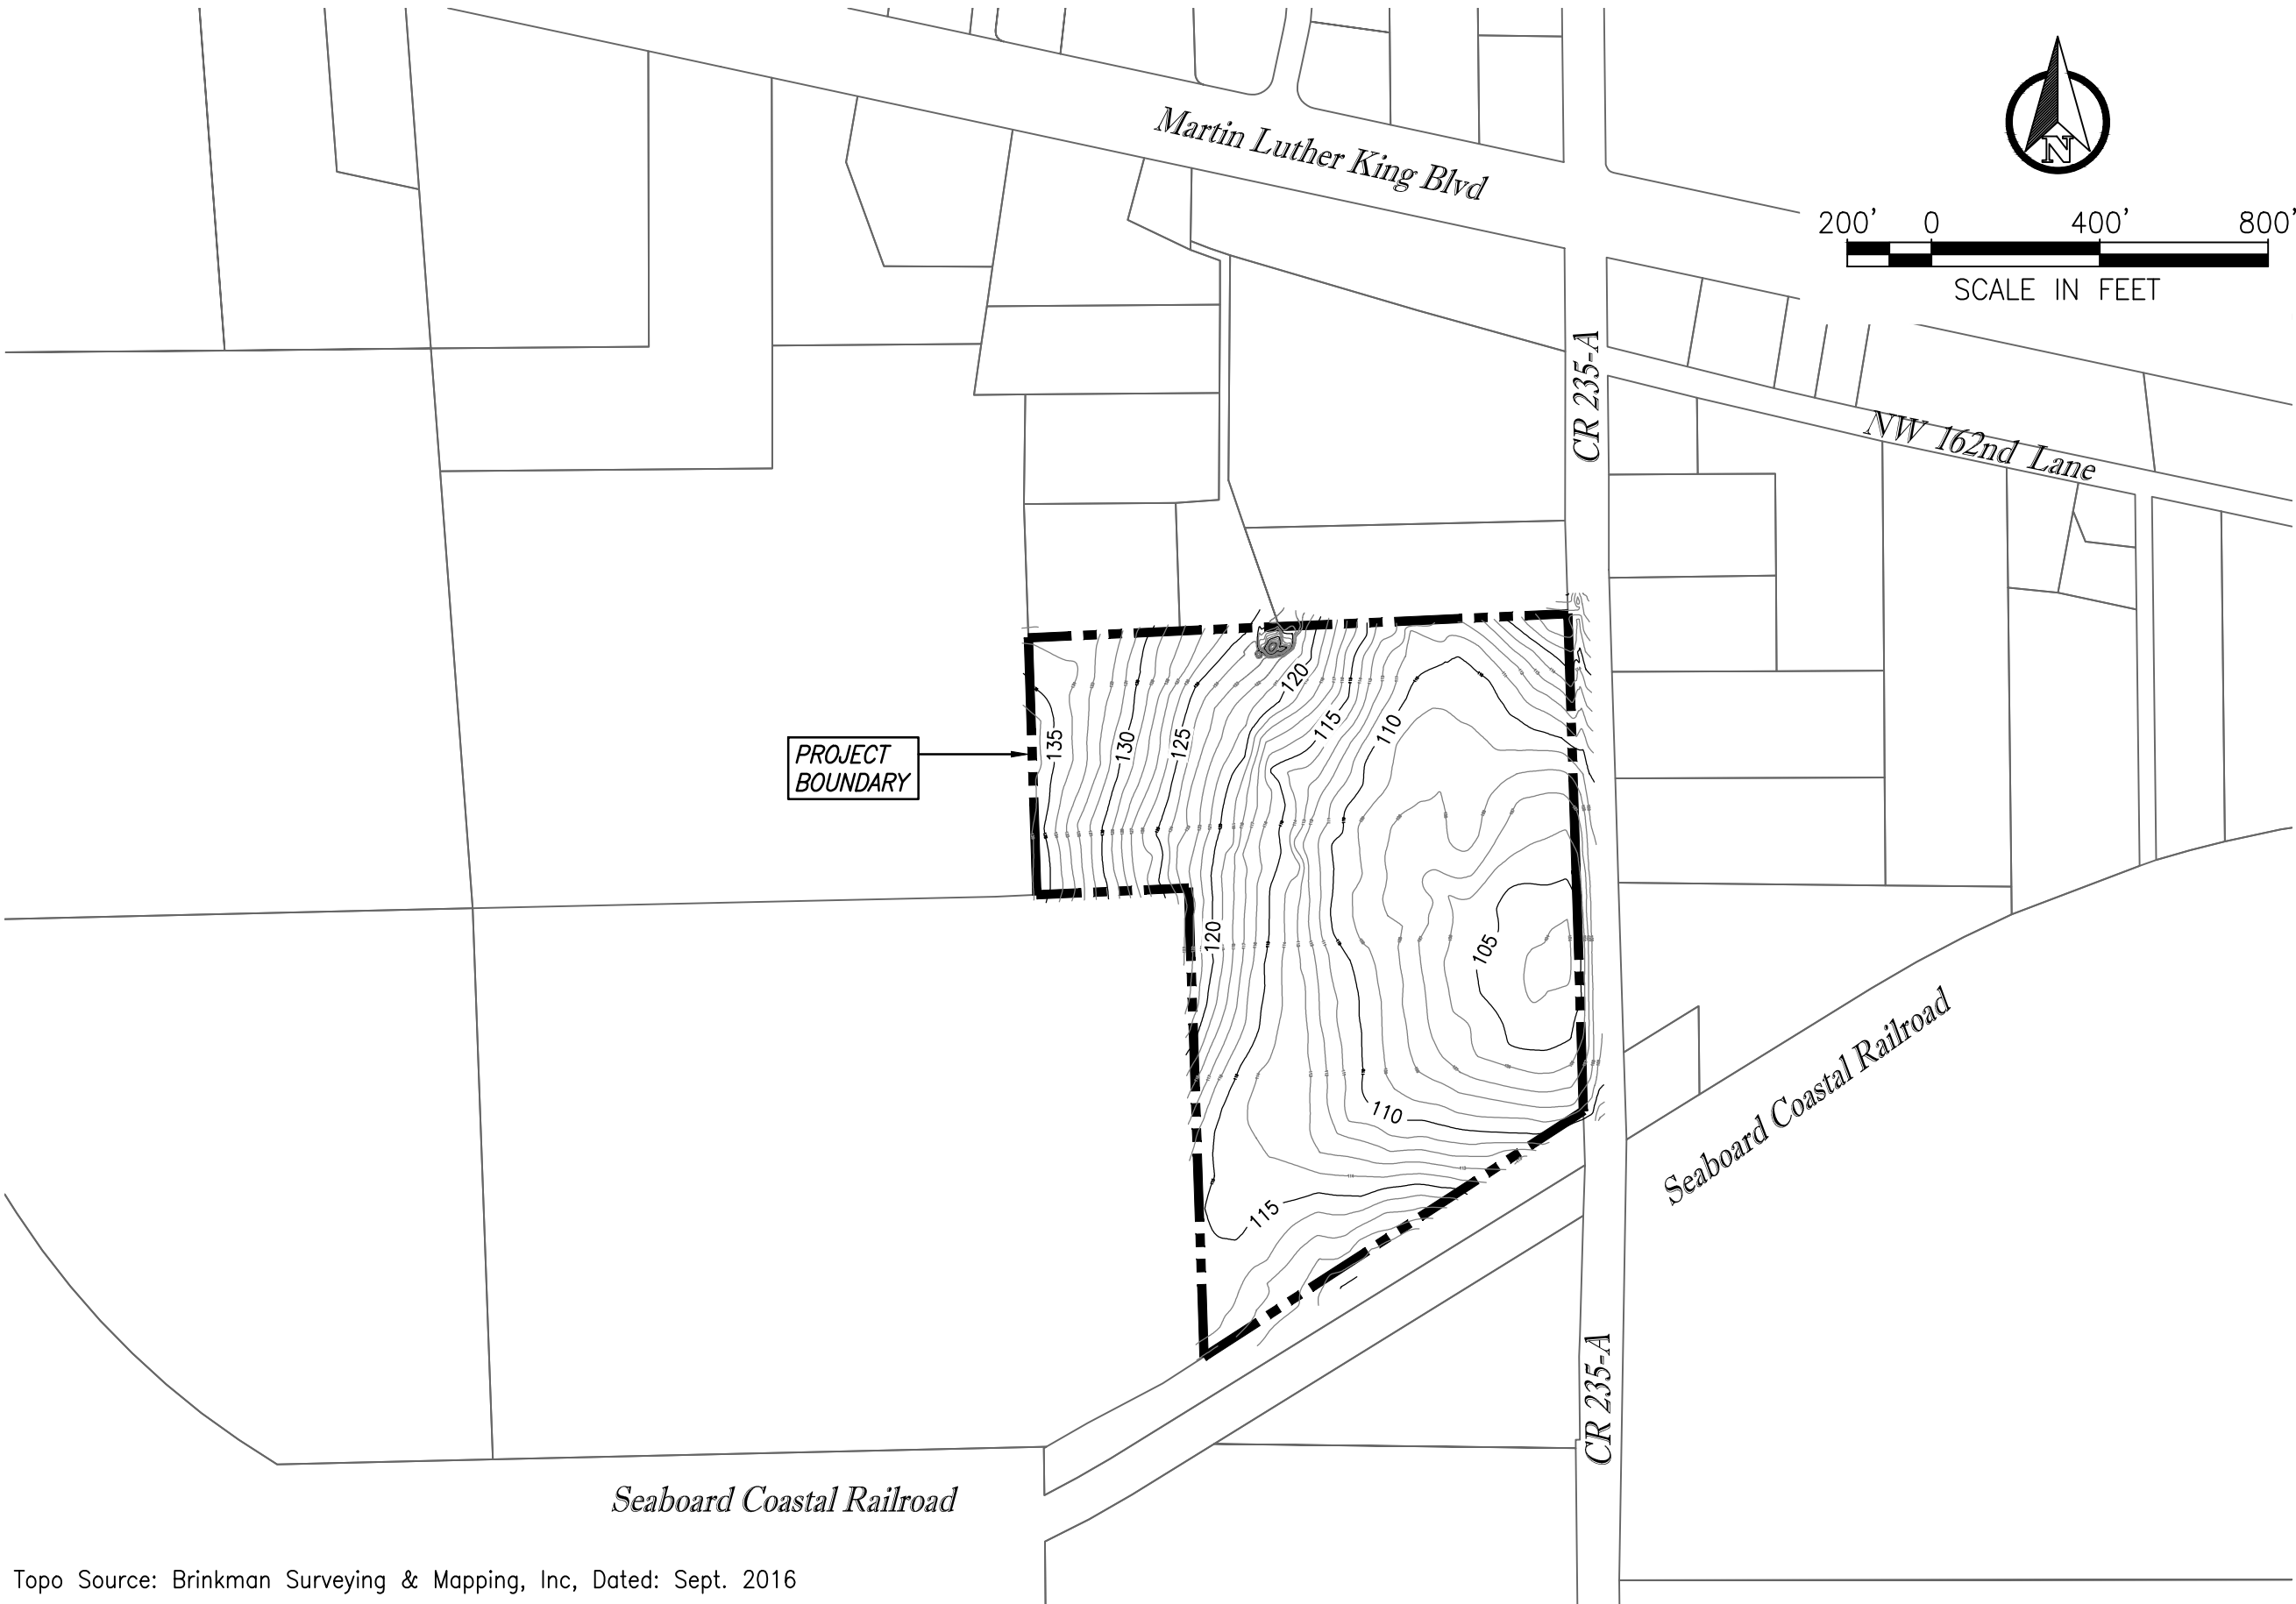 Martin Luther King Blvd
N
200' 0 400' 800'
SCALE IN FEET
CR 235-A
NW 162nd Lane
120
115
110
135
130
125
PROJECT
BOUNDARY
120
105
110
115
Seaboard Coastal Railroad
CR 235-A
Seaboard Coastal Railroad
Topo Source: Brinkman Surveying & Mapping, Inc, Dated: Sept. 2016